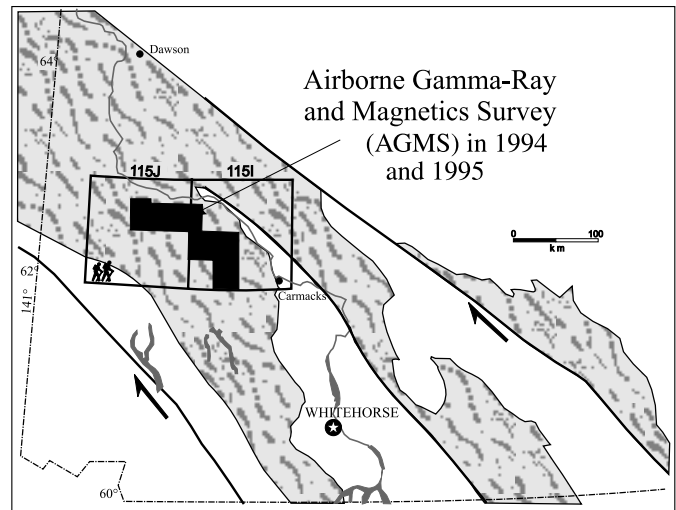 Dawson
64°
Airborne Gamma-Ray
and Magnetics Survey
(AGMS) in 1994
and 1995
115J
115I
0
100
km
62°
141°
Carmacks
WHITEHORSE
60°